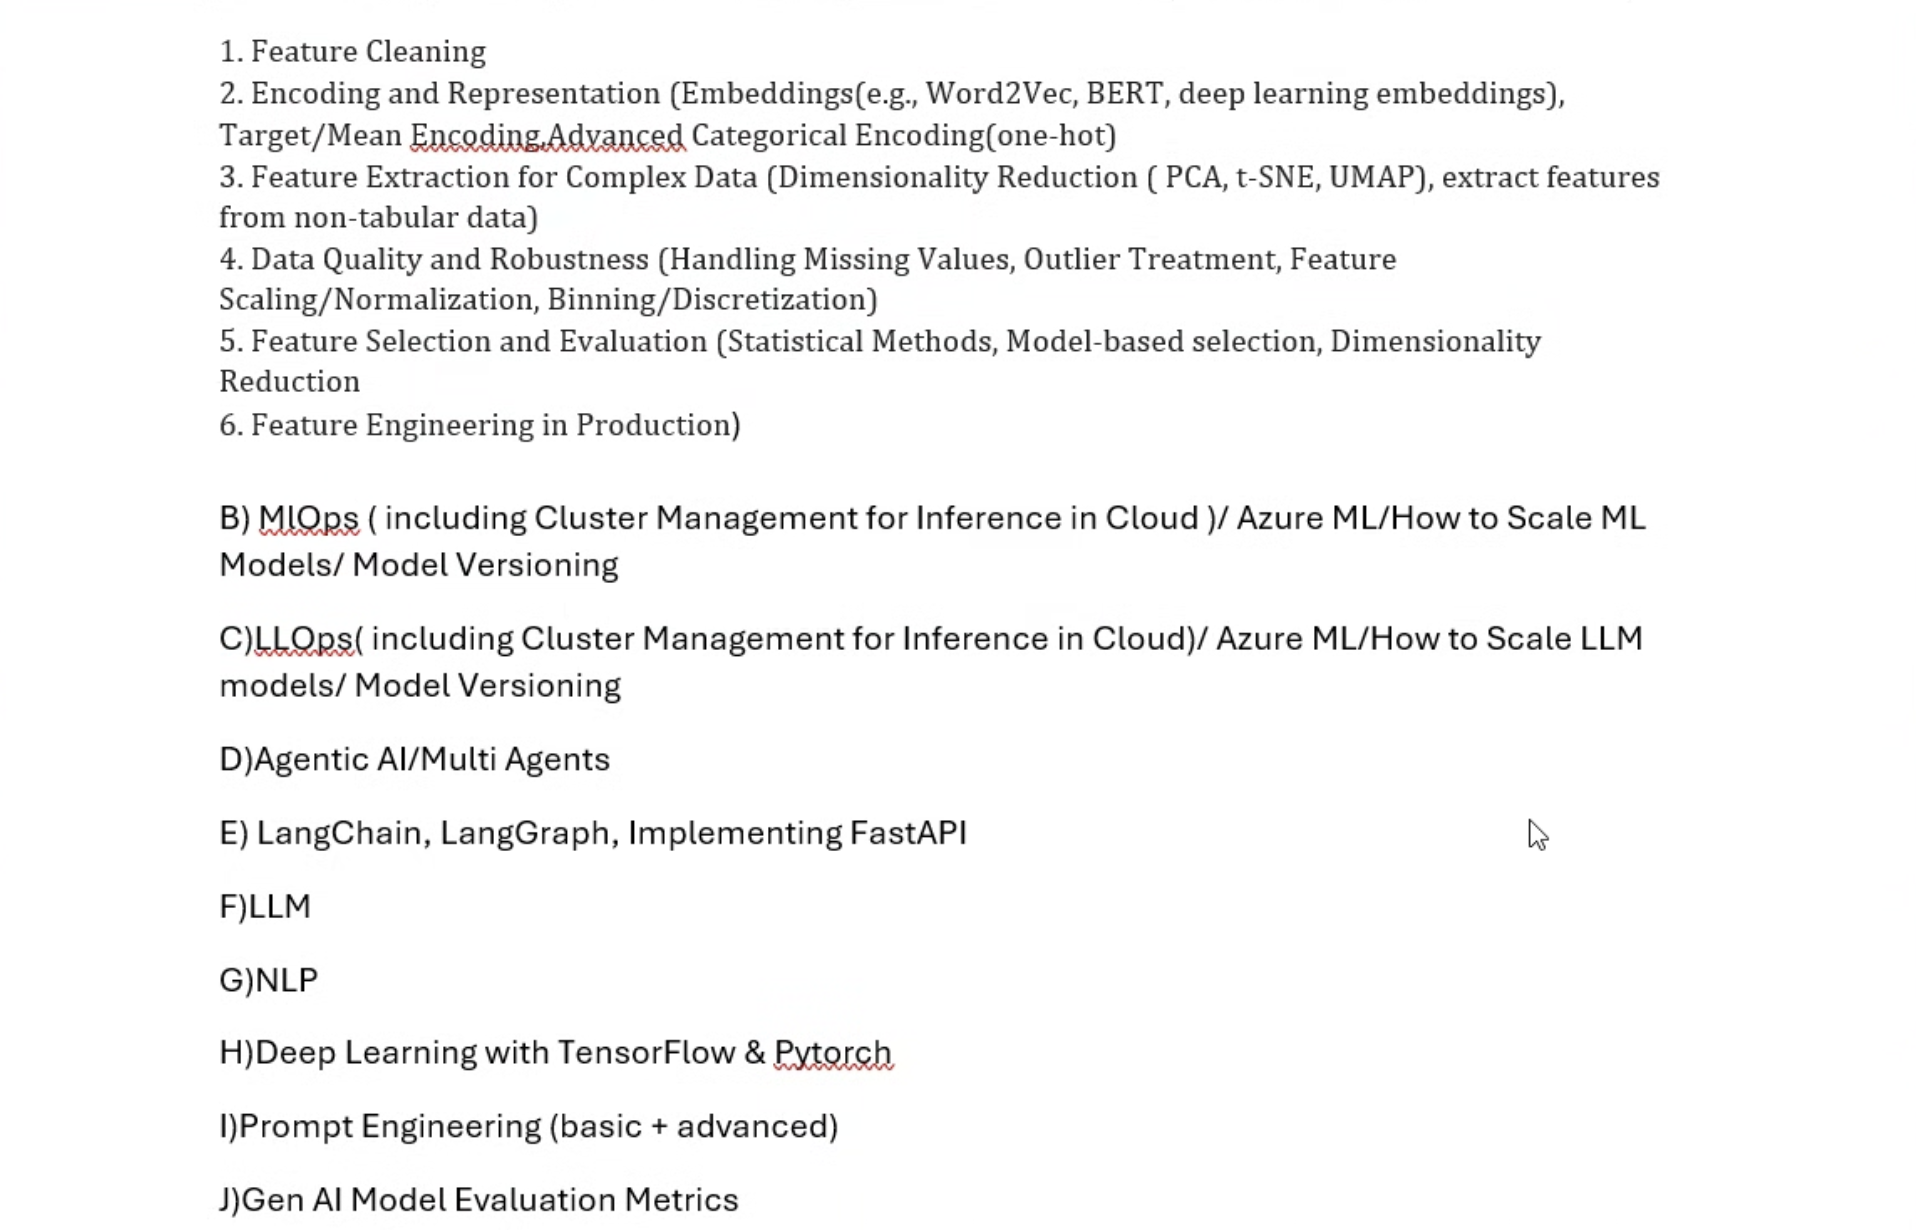 1. Feature Cleaning
2. Encoding and Representation (Embeddings(e.g., Word2Vec, BERT, deep learning embeddings),
Target/Mean Encoding,Advanced Categorical Encoding(one-hot)
3. Feature Extraction for Complex Data (Dimensionality Reduction ( PCA, t-SNE, UMAP), extract features
from non-tabular data)
4. Data Quality and Robustness (Handling Missing Values, Outlier Treatment, Feature
Scaling/Normalization, Binning/Discretization)
5. Feature Selection and Evaluation (Statistical Methods, Model-based selection, Dimensionality
Reduction
6. Feature Engineering in Production)
B) MlOps ( including Cluster Management for Inference in Cloud )/ Azure ML/How to Scale ML
Models/ Model Versioning
C)LLOps( including Cluster Management for Inference in Cloud)/ Azure ML/How to Scale LLM
models/ Model Versioning
D)Agentic AI/Multi Agents
E) LangChain, LangGraph, Implementing FastAPI
F)LLM
G)NLP
H)Deep Learning with TensorFlow & Pytorch
I)Prompt Engineering (basic + advanced)
J)Gen AI Model Evaluation Metrics